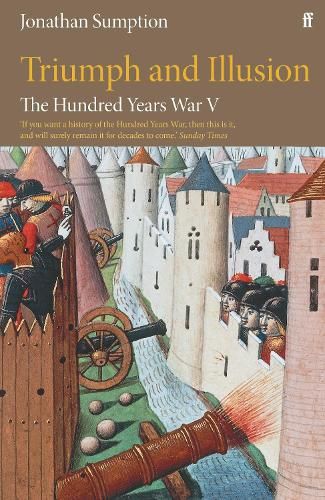 Jonathan Sumption
ff
Triumph and Illusion
The Hundred Years War V
'If you want a history of the Hundred Years War, then this is it,
and will surely remain it for decades to come.' Sunday Times